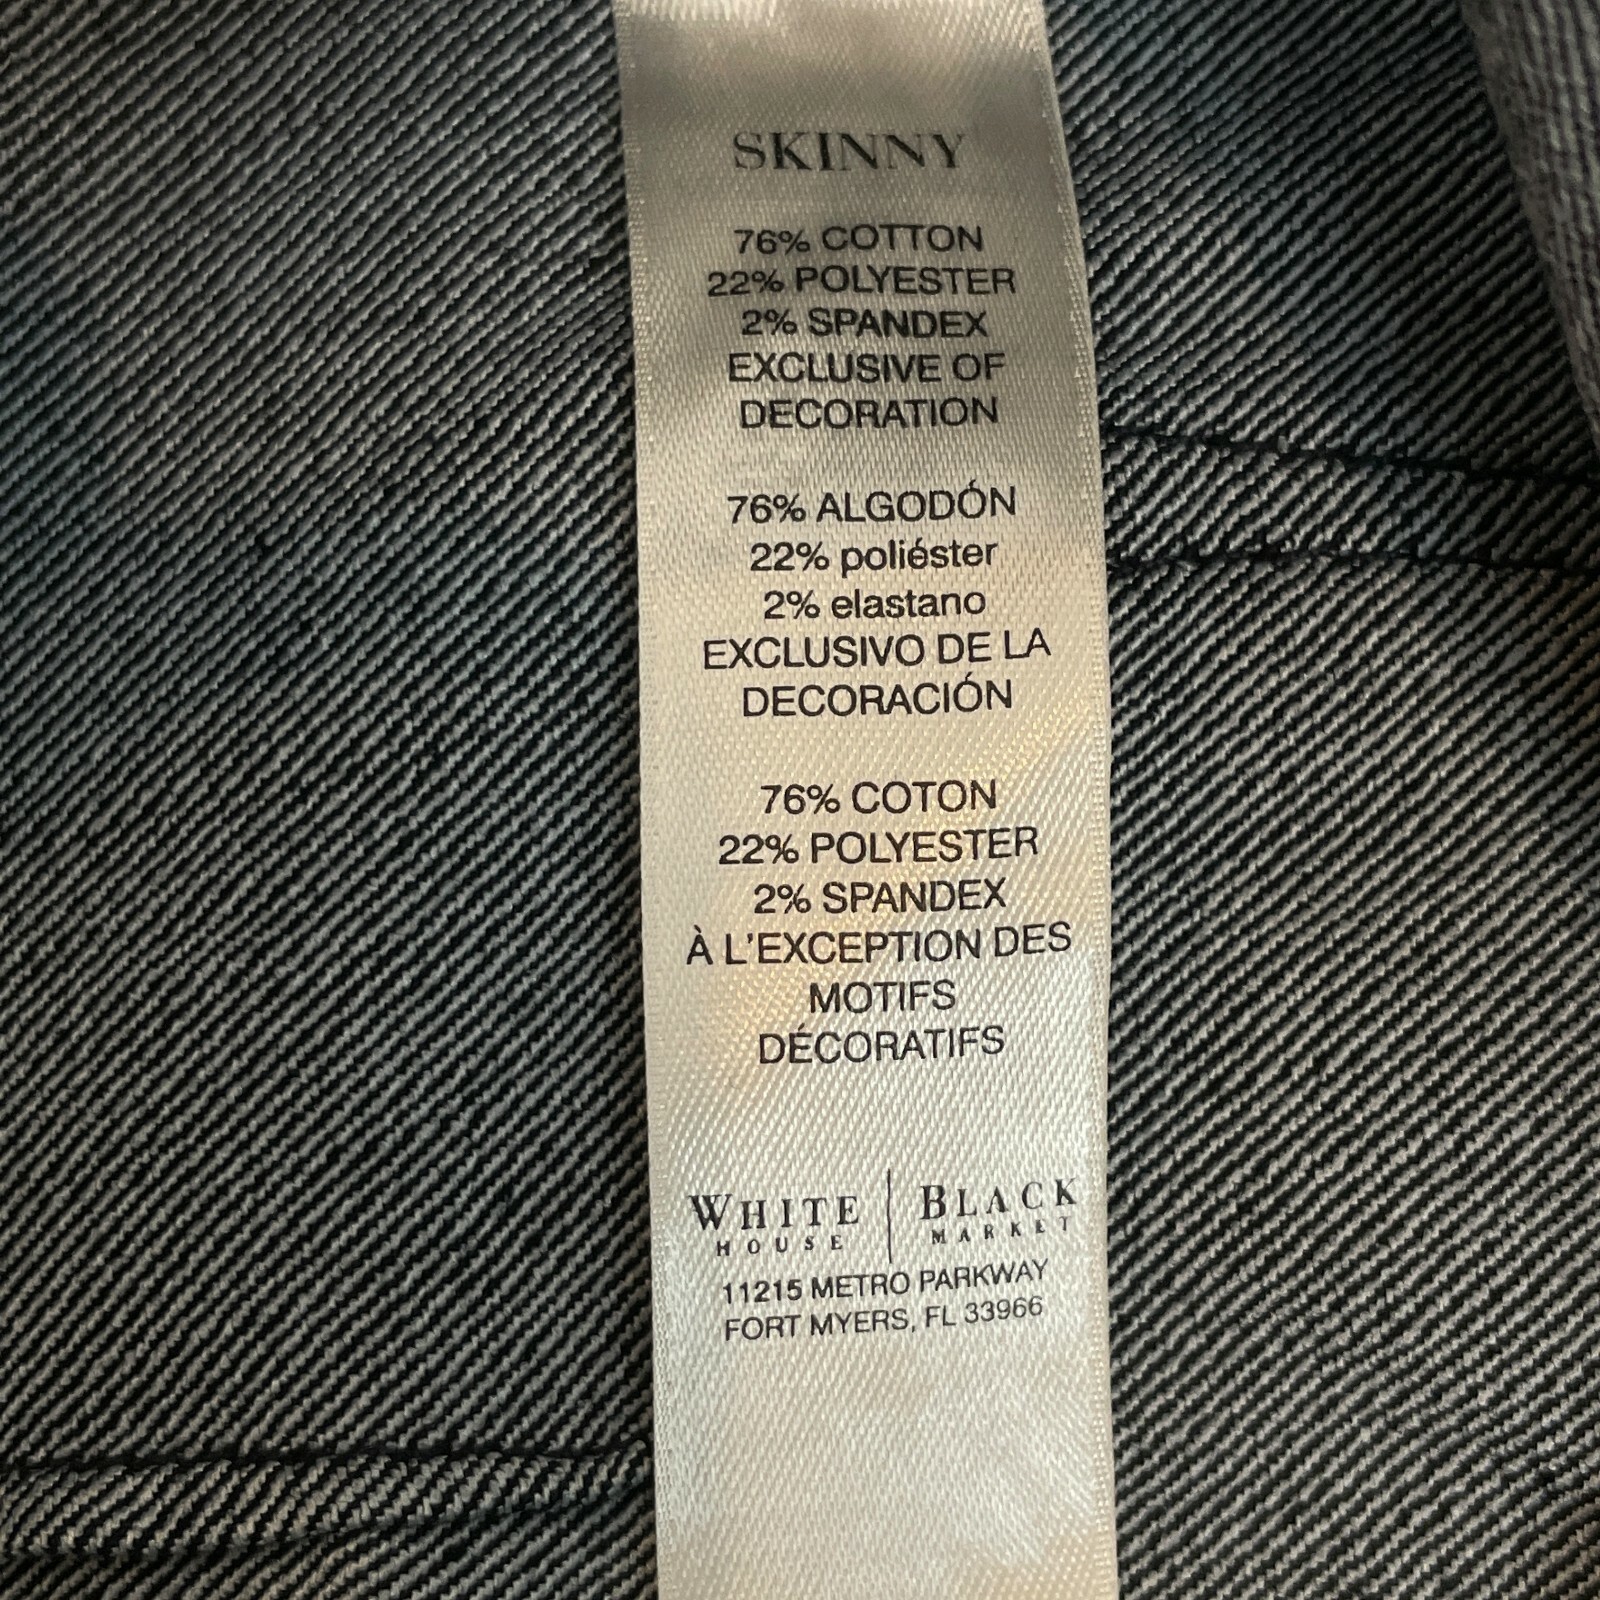 SKINNY
76% COTTON
22% POLYESTER
2% SPANDEX
EXCLUSIVE OF
DECORATION
76% ALGODÓN
22% poliéster
2% elastano
EXCLUSIVO DE LA
DECORACIÓN
76% COTON
22% POLYESTER
2% SPANDEX
À L'EXCEPTION DES
MOTIFS
DÉCORATIFS
WHITE | BLACK
HOUSE MARKET
11215 METRO PARKWAY
FORT MYERS, FL 33966